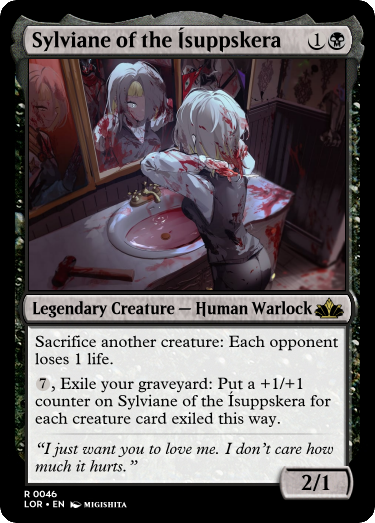 Sylviane of the Ísuppskera 1
Legendary Creature — Human Warlock
Sacrifice another creature: Each opponent
loses 1 life.
7, Exile your graveyard: Put a +1/+1
counter on Sylviane of the Ísuppskera for
each creature card exiled this way.
“I just want you to love me. I don’t care how
much it hurts.”
2/1
R 0046
LOR • EN MIGISHITA